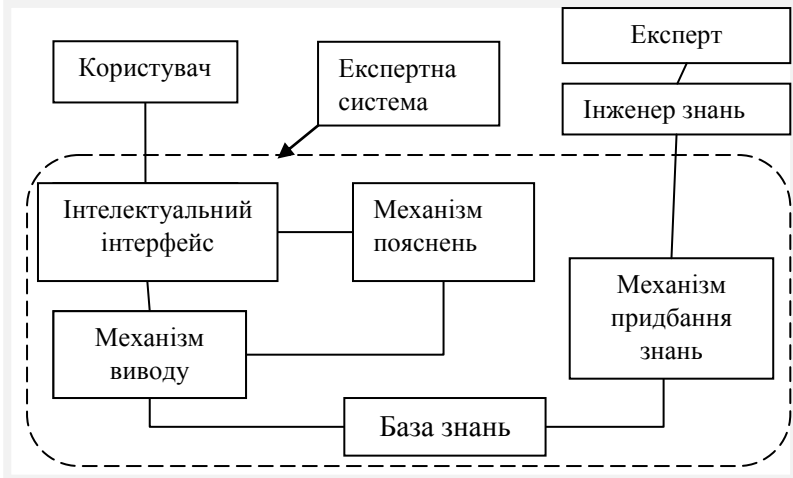 Користувач
Експертна
система
Експерт
Інженер знань
Інтелектуальний
інтерфейс
Механізм
пояснень
Механізм
придбання
знань
Механізм
виводу
База знань